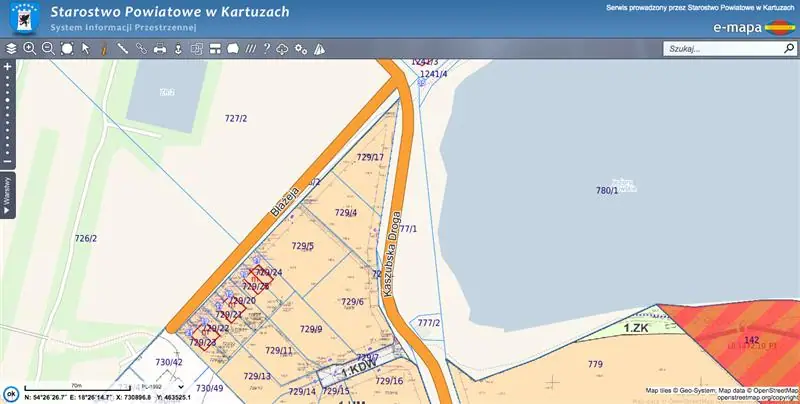 Starostwo Powiatowe w Kartuzach
System Informacji Przestrzennej
Serwis prowadzony przez Starostwo Powiatowe w Kartuzach
e-mapa
Szukaj...
Warstwy
1241/3
1241/4
727/2
729/17
780/1
729/4
Błażeja
77/1
Kaszubska Droga
726/2
729/5
729/24
729/20
729/6
729/21
729/22
729/23
729/9
777/2
1.ZK
142
730/42
729/11
729/7
779
1.KDW
729/13
730/49
729/14
729/15
729/16
70m
PL-1992
ok
N: 54°26'26.7" E: 18°26'14.7" X: 730896.8 Y: 463525.1
Map tiles © Geo-System; Map data © OpenStreetMap
openstreetmap.org/copyright